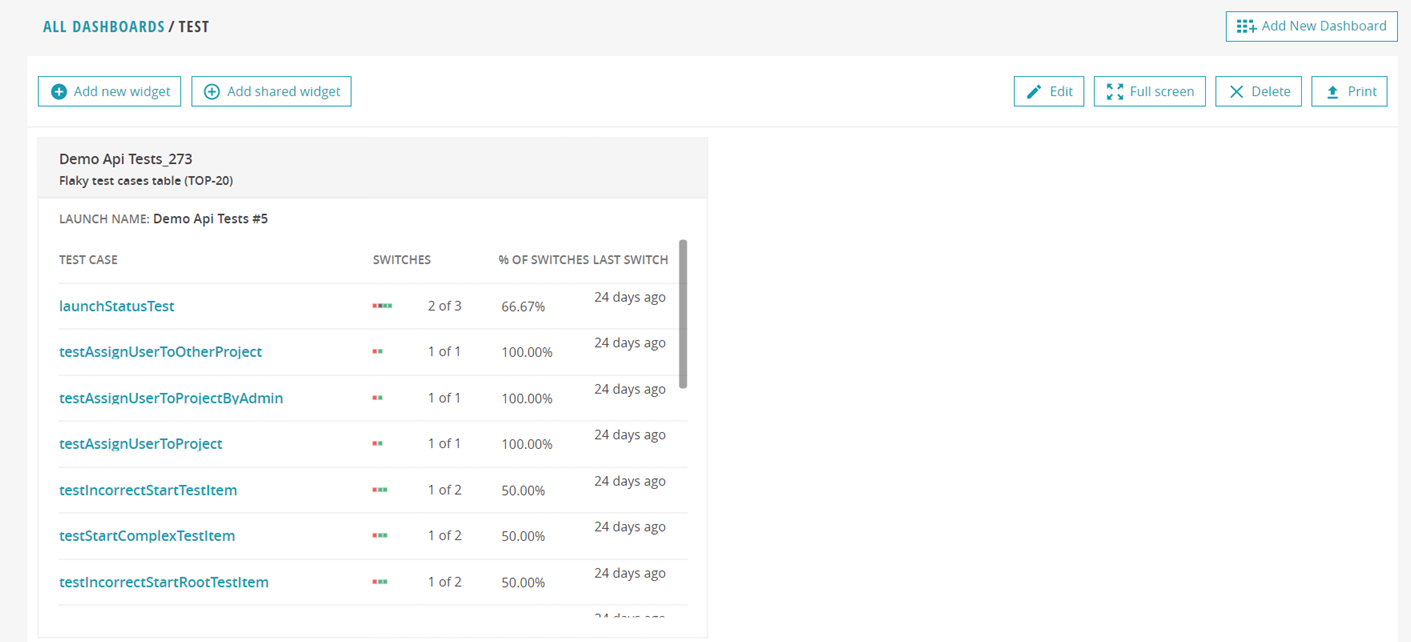 ALL DASHBOARDS / TEST
Add New Dashboard
Add new widget
Add shared widget
Edit
Full screen
Delete
Print
Demo Api Tests_273
Flaky test cases table (TOP-20)
LAUNCH NAME: Demo Api Tests #5
TEST CASE SWITCHES % OF SWITCHES LAST SWITCH
launchStatusTest 2 of 3 66.67% 24 days ago
testAssignUserToOtherProject 1 of 1 100.00% 24 days ago
testAssignUserToProjectByAdmin 1 of 1 100.00% 24 days ago
testAssignUserToProject 1 of 1 100.00% 24 days ago
testIncorrectStartTestItem 1 of 2 50.00% 24 days ago
testStartComplexTestItem 1 of 2 50.00% 24 days ago
testIncorrectStartRootTestItem 1 of 2 50.00% 24 days ago
24 days ago